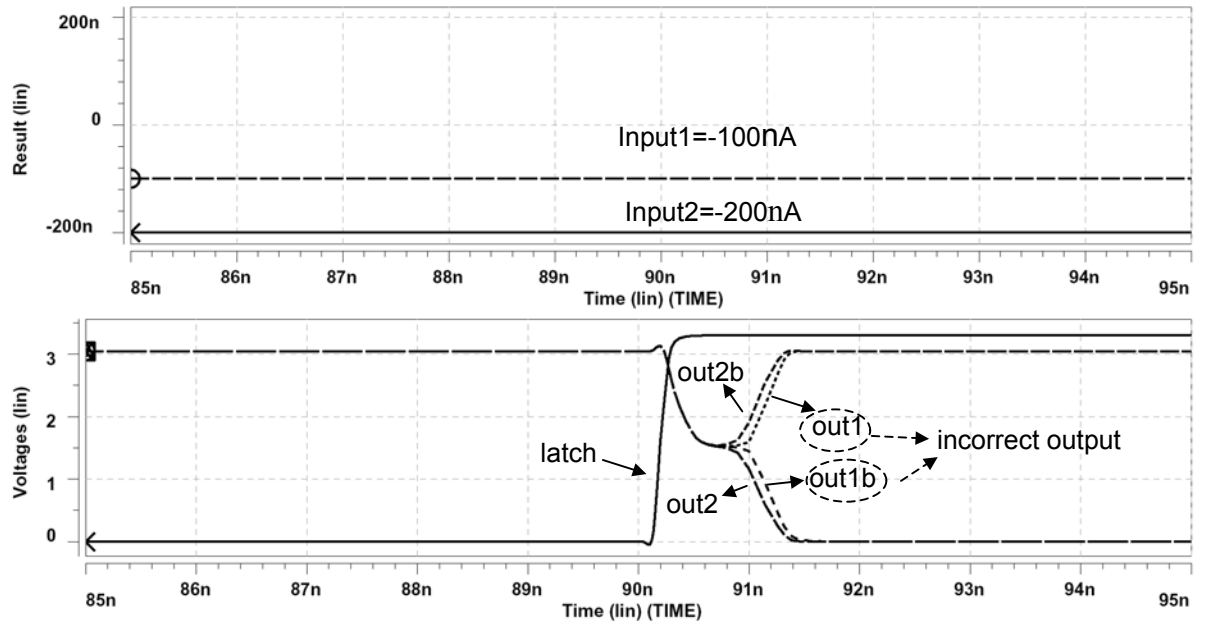 200n
0
-200n
Result (lin)
Input1=-100nA
Input2=-200nA
85n
86n
87n
88n
89n
90n
91n
92n
93n
94n
95n
Time (lin) (TIME)
3
2
1
0
Voltages (lin)
out2b
out1
incorrect output
latch
out1b
out2
85n
86n
87n
88n
89n
90n
91n
92n
93n
94n
95n
Time (lin) (TIME)